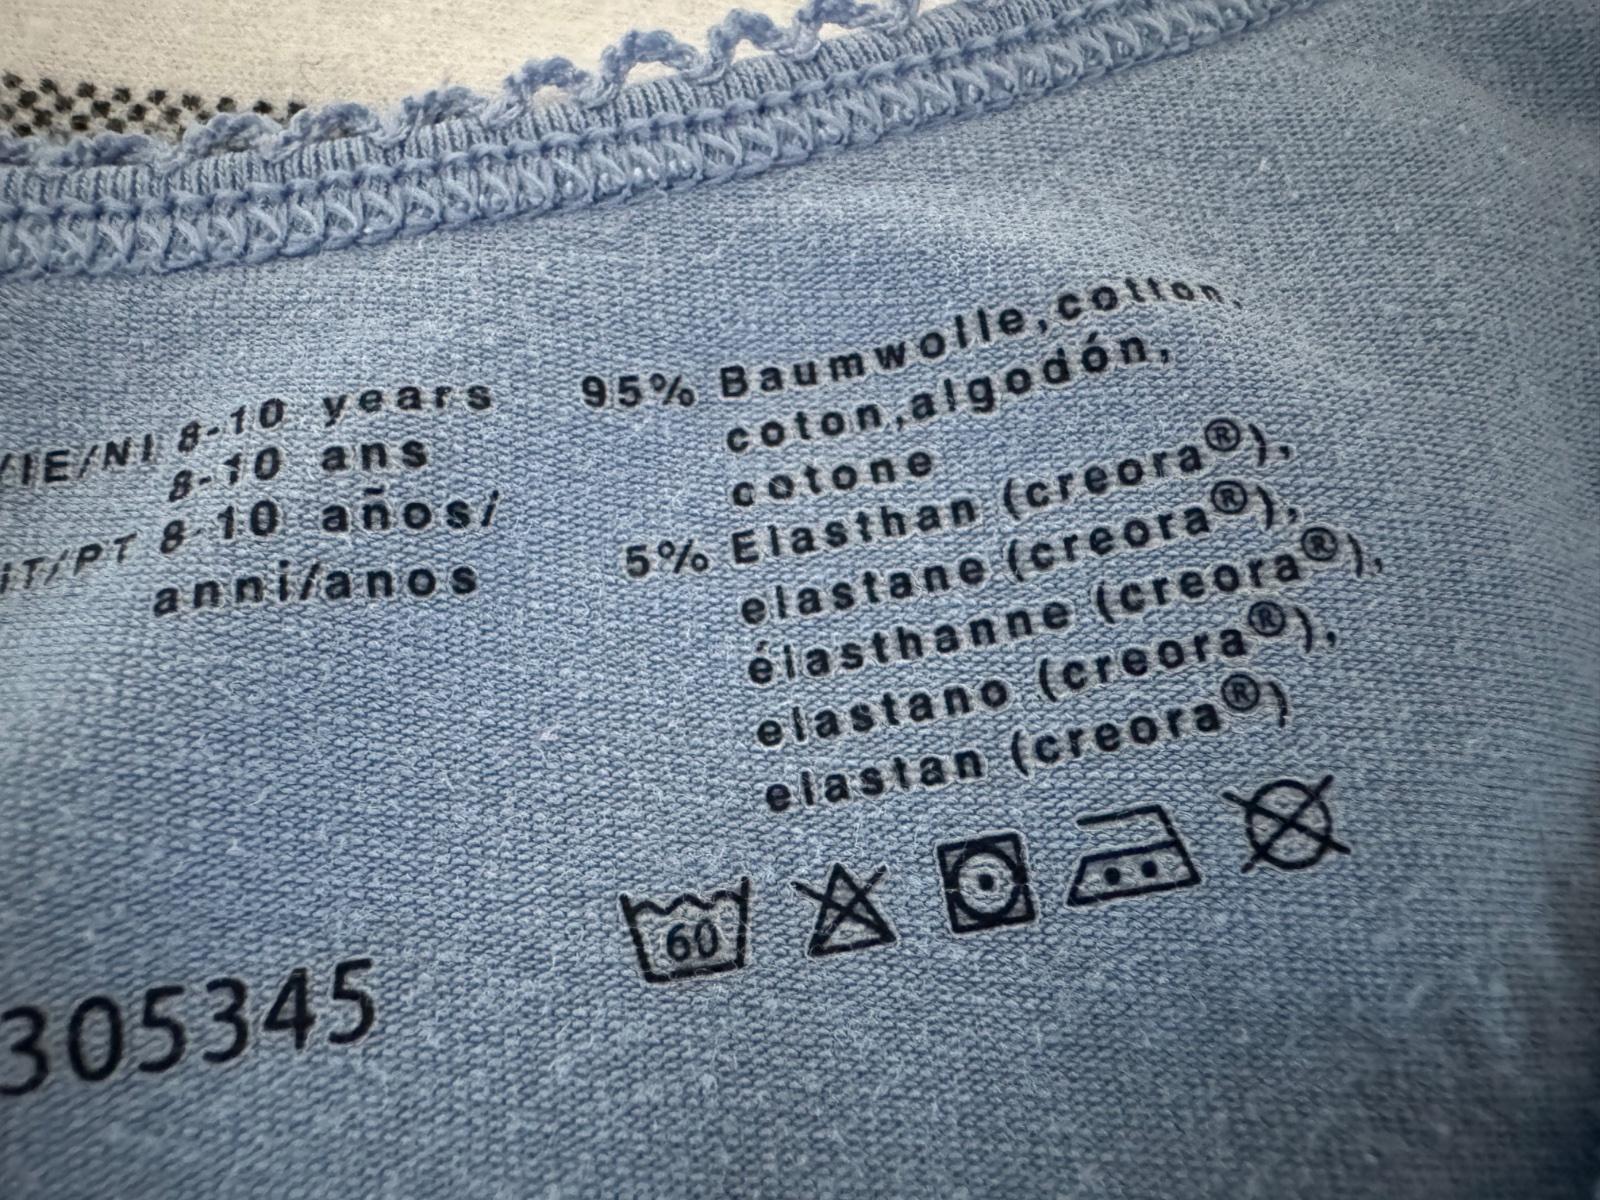 /IE/NI 8-10 years
8-10 ans
IT/PT 8-10 años/
anni/anos
95% Baumwolle,cotton,
coton,algodón,
cotone
5% Elasthan (creora®),
elastane (creora®),
élasthanne (creora®),
elastano (creora®),
elastan (creora®)
60
305345